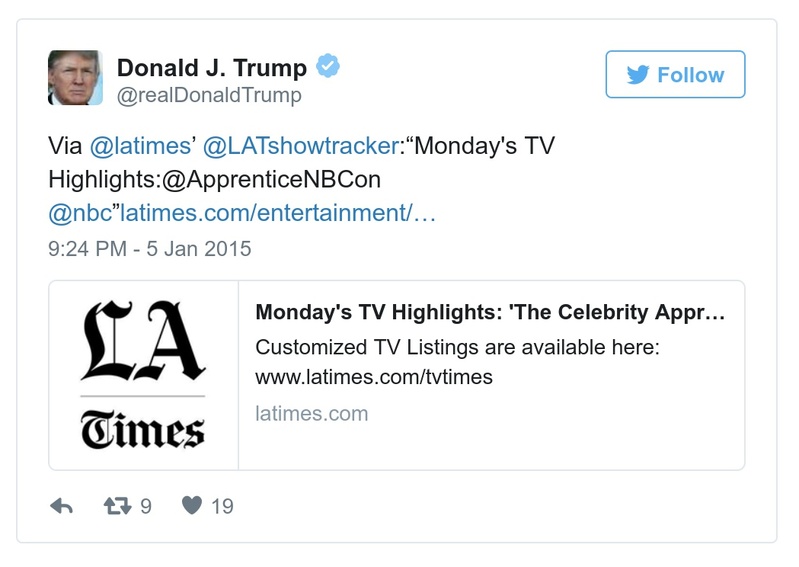 Donald J. Trump
@realDonaldTrump
Follow
Via @latimes’ @LATshowtracker:“Monday's TV
Highlights:@ApprenticeNBCon
@nbc”latimes.com/entertainment/…
9:24 PM - 5 Jan 2015
LA
Times
Monday's TV Highlights: 'The Celebrity Appr…
Customized TV Listings are available here:
www.latimes.com/tvtimes
latimes.com
9 19